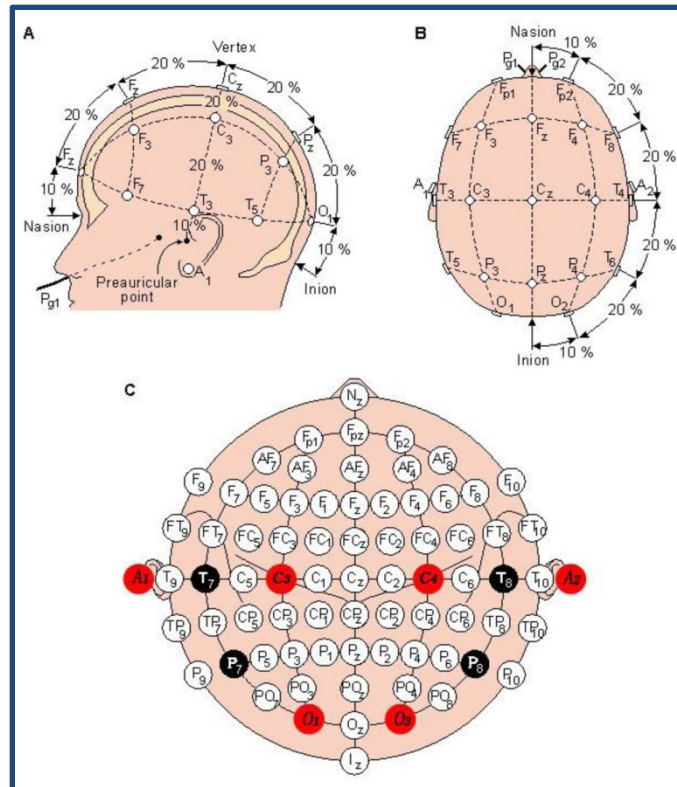 A
Vertex
20 %
20 %
Fz
Cz
20 %
20 %
F3
C3
Pz
20 %
Fz
20 %
P3
20 %
10 %
F7
T3
T5
O1
Nasion
10 %
10 %
A1
Preauricular
point
Inion
Pg1
B
Nasion
10 %
Pg1
Pg2
Fp1
Fp2
20 %
F7
F3
Fz
F4
F8
20 %
A1
T3
C3
Cz
C4
T4
A2
20 %
T5
P3
Pz
P4
T6
20 %
O1
O2
Inion
10 %
C
Nz
Fp1
Fpz
Fp2
AF7
AF3
AFz
AF4
AF8
F9
F7
F5
F3
F1
Fz
F2
F4
F6
F8
F10
FT9
FT7
FC5
FC3
FC1
FCz
FC2
FC4
FC6
FT8
FT10
A1
T9
T7
C5
C3
C1
Cz
C2
C4
C6
T8
T10
A2
TP9
TP7
CP5
CP3
CP1
CPz
CP2
CP4
CP6
TP8
TP10
P9
P7
P5
P3
P1
Pz
P2
P4
P6
P8
P10
PO7
PO3
POz
PO4
PO8
O1
Oz
Iz